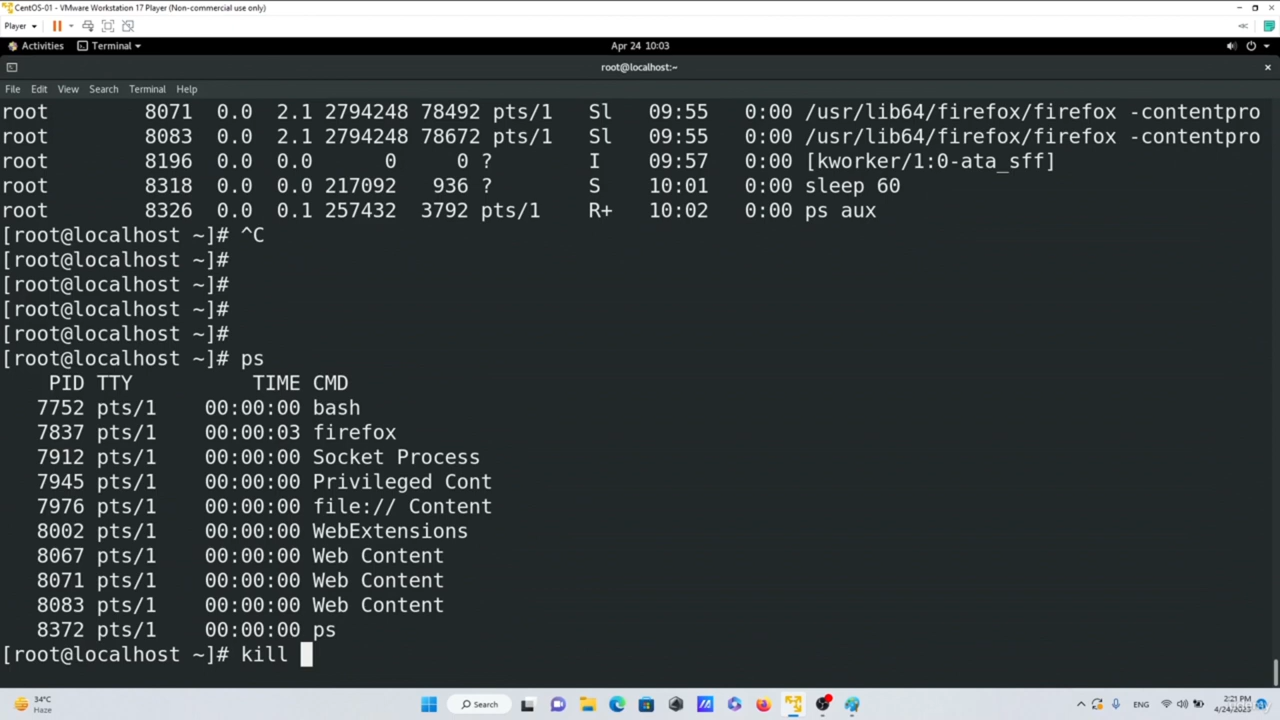 CentOS-01 - VMware Workstation 17 Player (Non-commercial use only)
Player
Activities Terminal Apr 24 10:03
root@localhost:~
File Edit View Search Terminal Help
root 8071 0.0 2.1 2794248 78492 pts/1 Sl 09:55 0:00 /usr/lib64/firefox/firefox -contentpro
root 8083 0.0 2.1 2794248 78672 pts/1 Sl 09:55 0:00 /usr/lib64/firefox/firefox -contentpro
root 8196 0.0 0.0 0 0 ? I 09:57 0:00 [kworker/1:0-ata_sff]
root 8318 0.0 0.0 217092 936 ? S 10:01 0:00 sleep 60
root 8326 0.0 0.1 257432 3792 pts/1 R+ 10:02 0:00 ps aux
[root@localhost ~]# ^C
[root@localhost ~]#
[root@localhost ~]#
[root@localhost ~]#
[root@localhost ~]#
[root@localhost ~]# ps
PID TTY TIME CMD
7752 pts/1 00:00:00 bash
7837 pts/1 00:00:03 firefox
7912 pts/1 00:00:00 Socket Process
7945 pts/1 00:00:00 Privileged Cont
7976 pts/1 00:00:00 file:// Content
8002 pts/1 00:00:00 WebExtensions
8067 pts/1 00:00:00 Web Content
8071 pts/1 00:00:00 Web Content
8083 pts/1 00:00:00 Web Content
8372 pts/1 00:00:00 ps
[root@localhost ~]# kill
34°C
Haze
Search
ENG
2:21 PM
4/24/2023